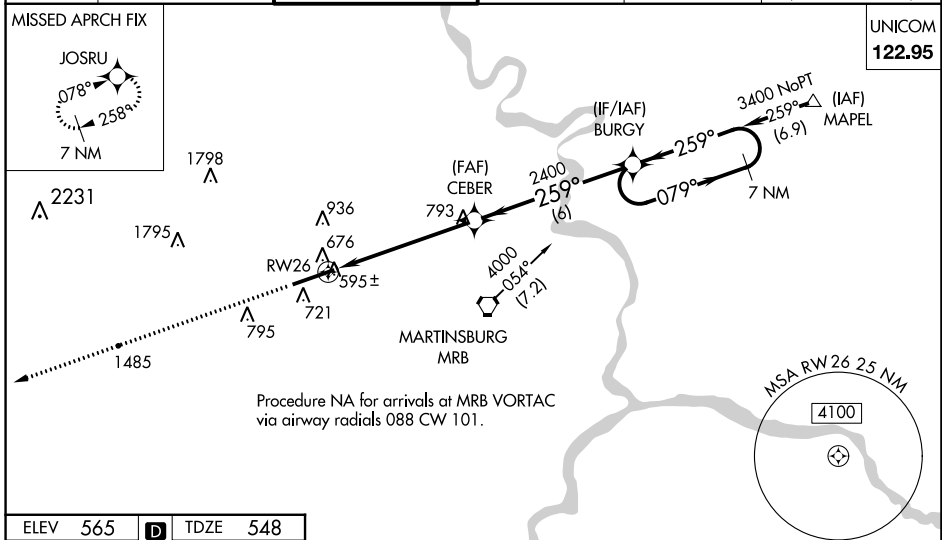 MISSED APRCH FIX
JOSRU
078°
258°
7 NM
UNICOM
122.95
3400 NoPT
259°
(6.9)
(IAF)
MAPEL
(IF/IAF)
BURGY
259°
079°
7 NM
2400
259°
(6)
(FAF)
CEBER
1798
2231
1795
936
793
676
RW26
595±
721
795
1485
4000
054°
(7.2)
MARTINSBURG
MRB
Procedure NA for arrivals at MRB VORTAC
via airway radials 088 CW 101.
MSA RW 26 25 NM
4100
ELEV 565 D TDZE 548